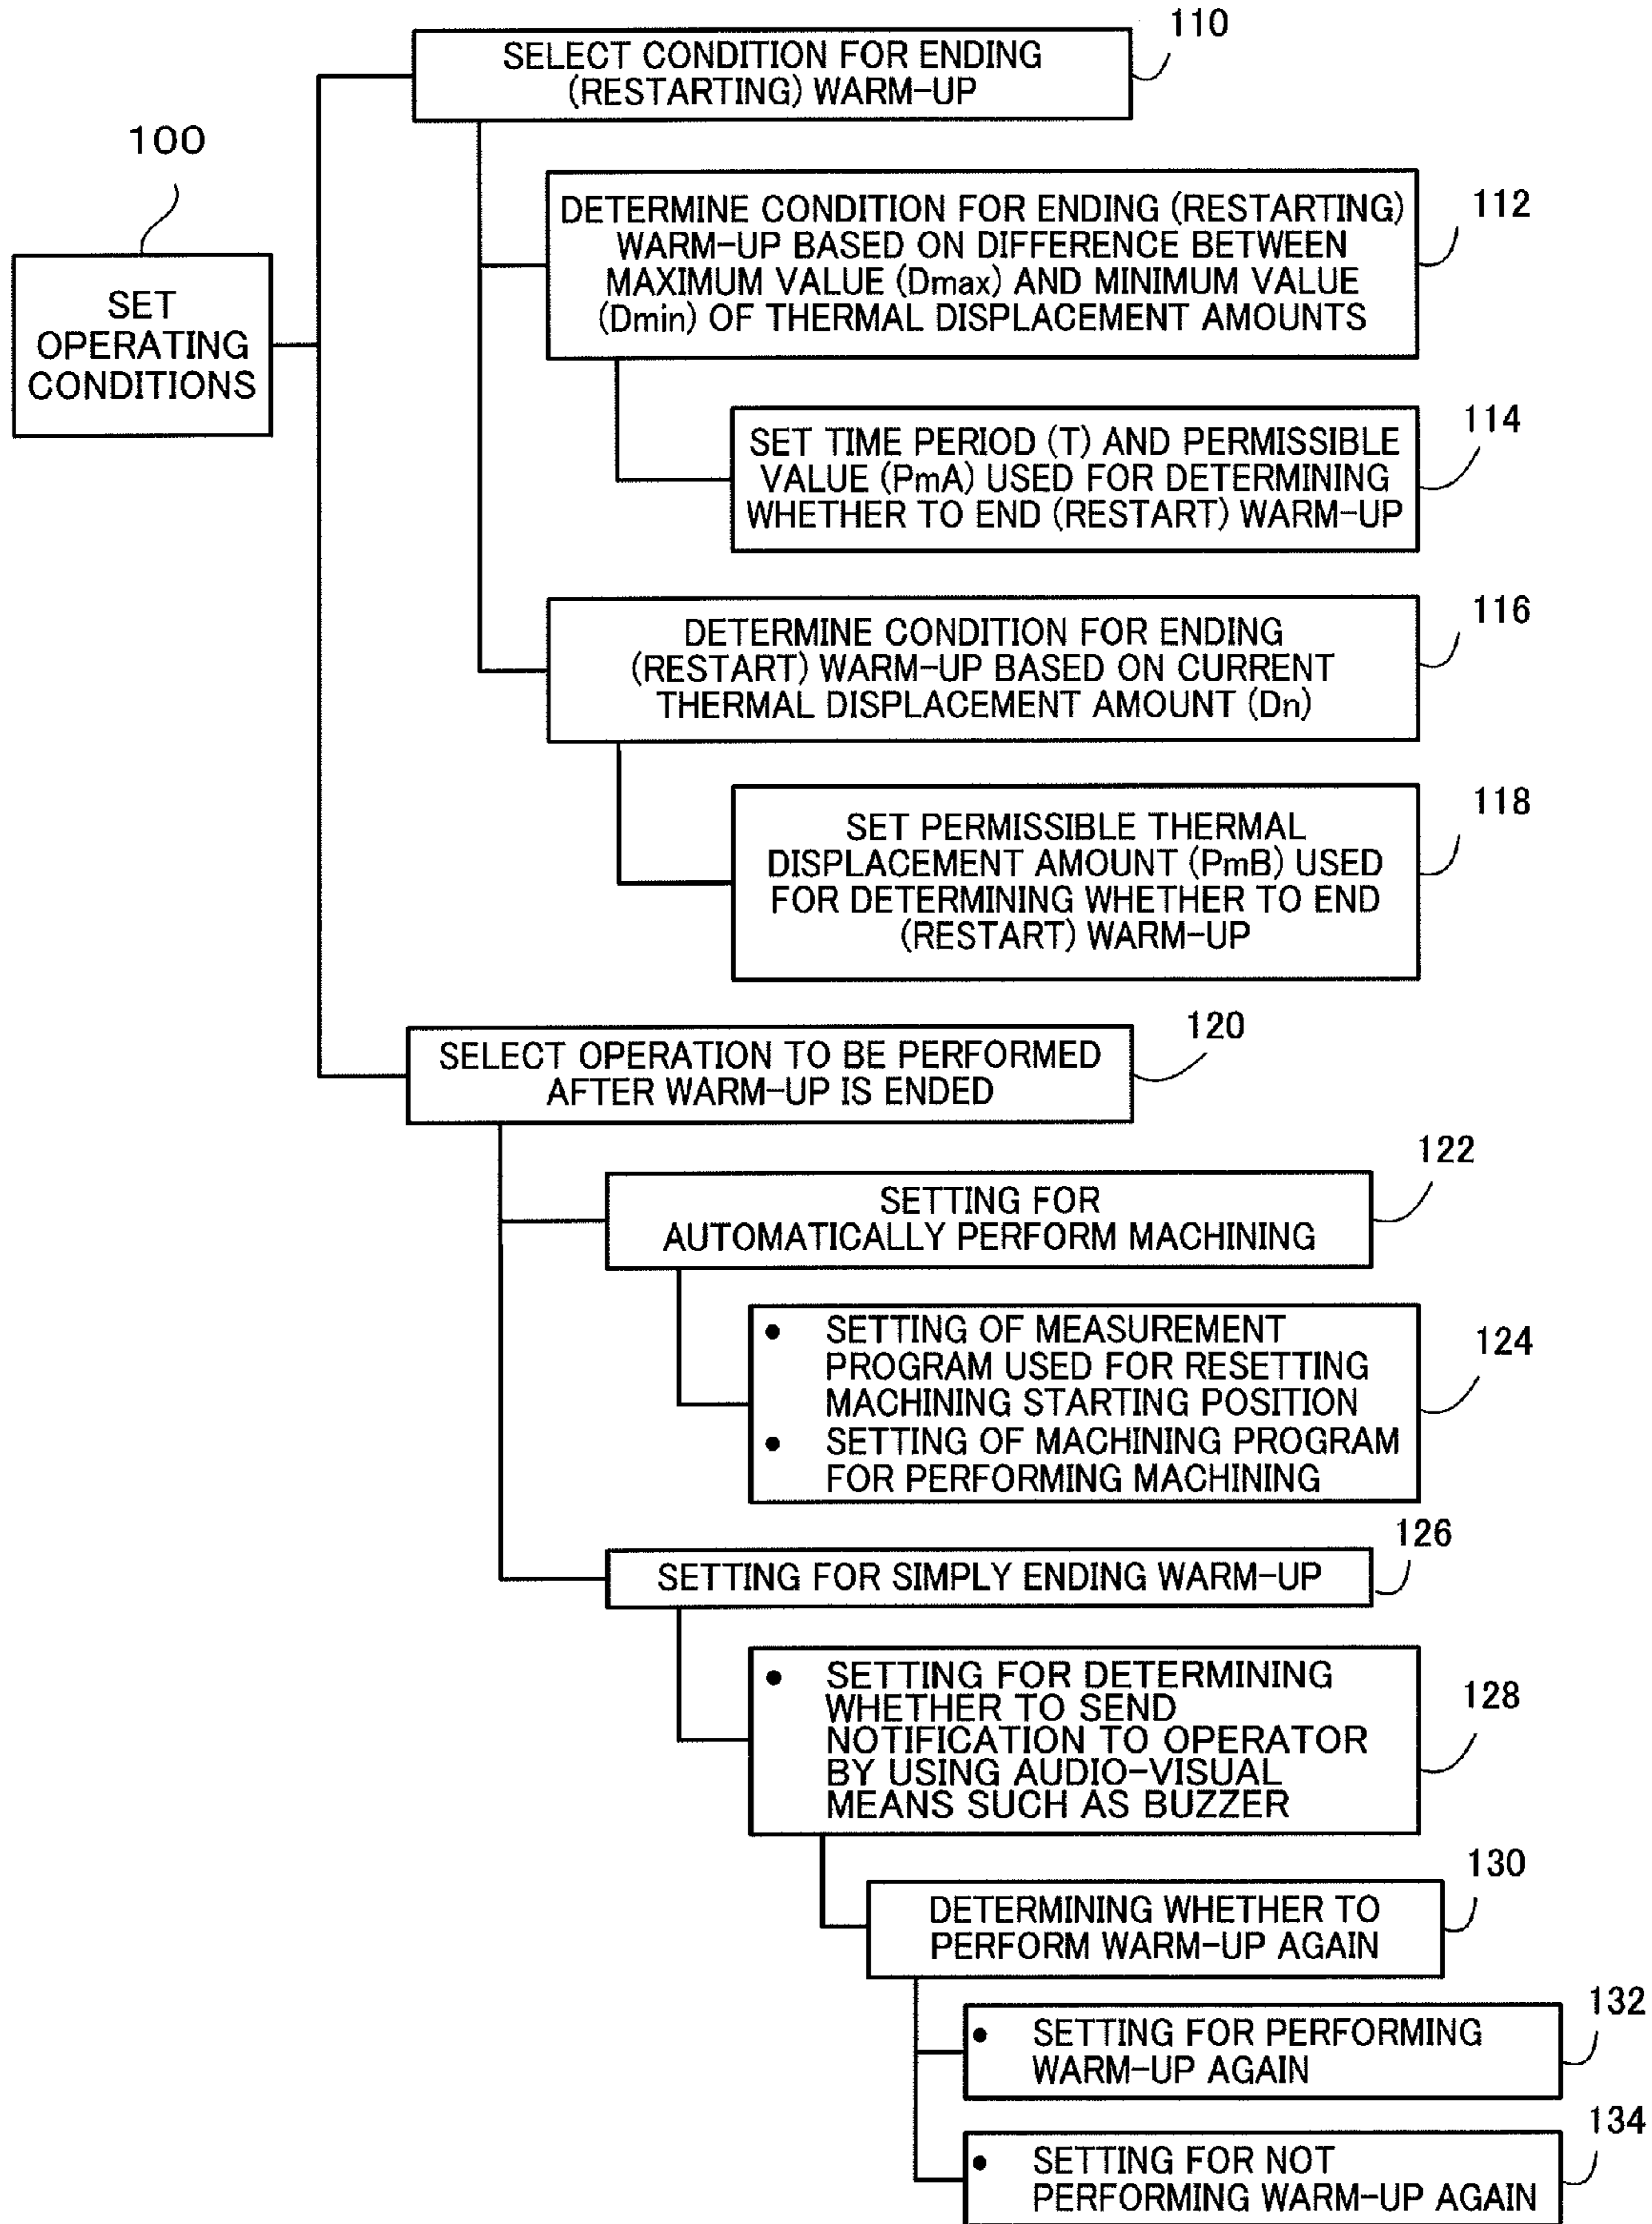 110
SELECT CONDITION FOR ENDING
(RESTARTING) WARM-UP
100
SET
OPERATING
CONDITIONS
112
DETERMINE CONDITION FOR ENDING (RESTARTING)
WARM-UP BASED ON DIFFERENCE BETWEEN
MAXIMUM VALUE (Dmax) AND MINIMUM VALUE
(Dmin) OF THERMAL DISPLACEMENT AMOUNTS
114
SET TIME PERIOD (T) AND PERMISSIBLE
VALUE (PmA) USED FOR DETERMINING
WHETHER TO END (RESTART) WARM-UP
116
DETERMINE CONDITION FOR ENDING
(RESTART) WARM-UP BASED ON CURRENT
THERMAL DISPLACEMENT AMOUNT (Dn)
118
SET PERMISSIBLE THERMAL
DISPLACEMENT AMOUNT (PmB) USED
FOR DETERMINING WHETHER TO END
(RESTART) WARM-UP
120
SELECT OPERATION TO BE PERFORMED
AFTER WARM-UP IS ENDED
122
SETTING FOR
AUTOMATICALLY PERFORM MACHINING
124
• SETTING OF MEASUREMENT
PROGRAM USED FOR RESETTING
MACHINING STARTING POSITION
• SETTING OF MACHINING PROGRAM
FOR PERFORMING MACHINING
126
SETTING FOR SIMPLY ENDING WARM-UP
128
• SETTING FOR DETERMINING
WHETHER TO SEND
NOTIFICATION TO OPERATOR
BY USING AUDIO-VISUAL
MEANS SUCH AS BUZZER
130
DETERMINING WHETHER TO
PERFORM WARM-UP AGAIN
132
• SETTING FOR PERFORMING
WARM-UP AGAIN
134
• SETTING FOR NOT
PERFORMING WARM-UP AGAIN